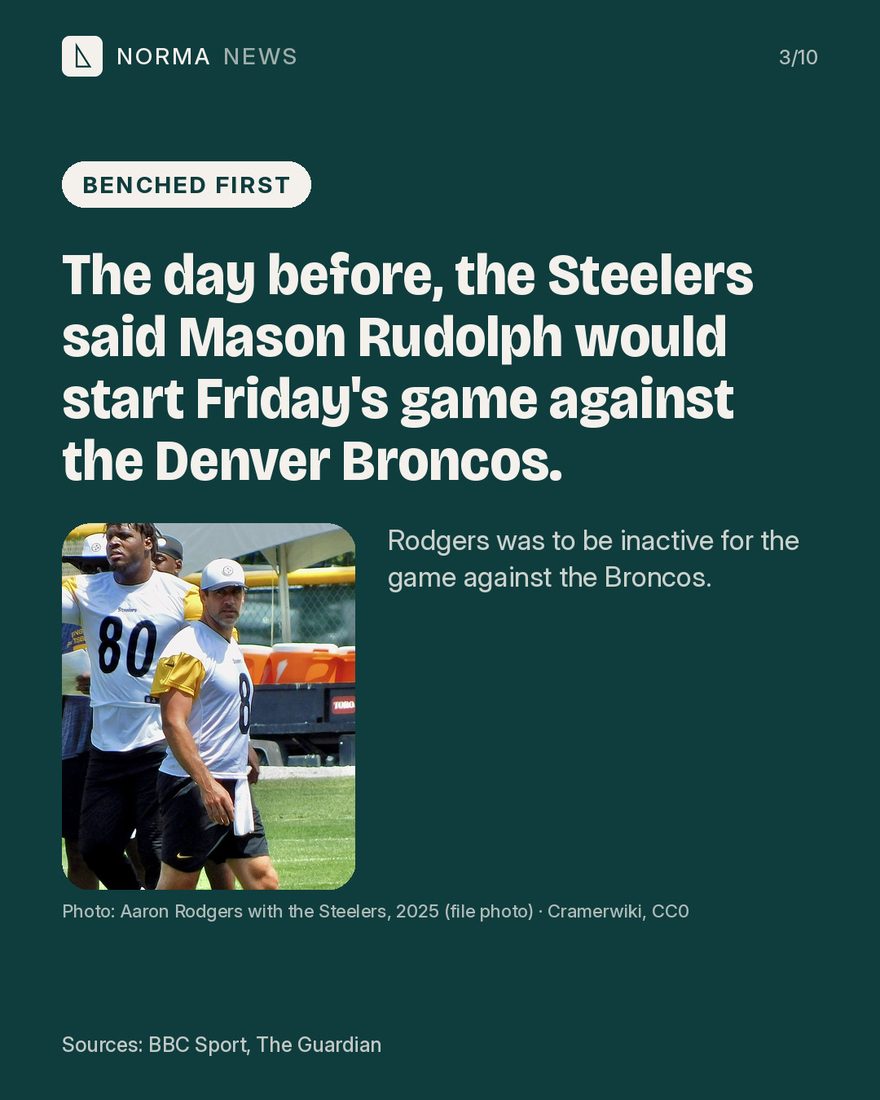 NORMA NEWS
3/10
BENCHED FIRST
The day before, the Steelers
said Mason Rudolph would
start Friday's game against
the Denver Broncos.
Rodgers was to be inactive for the
game against the Broncos.
Steelers
80
8
TORO
Photo: Aaron Rodgers with the Steelers, 2025 (file photo) · Cramerwiki, CC0
Sources: BBC Sport, The Guardian